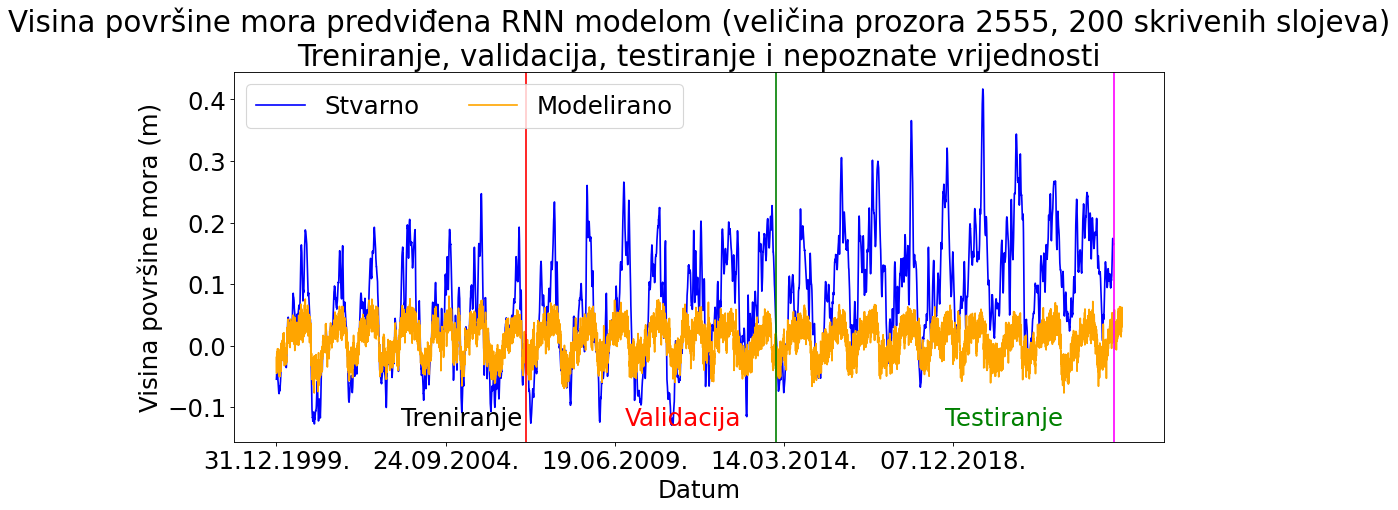 Visina površine mora predviđena RNN modelom (veličina prozora 2555, 200 skrivenih slojeva)
Treniranje, validacija, testiranje i nepoznate vrijednosti
Stvarno
Modelirano
Visina površine mora (m)
0.4
0.3
0.2
0.1
0.0
−0.1
Treniranje
Validacija
Testiranje
31.12.1999.
24.09.2004.
19.06.2009.
14.03.2014.
07.12.2018.
Datum